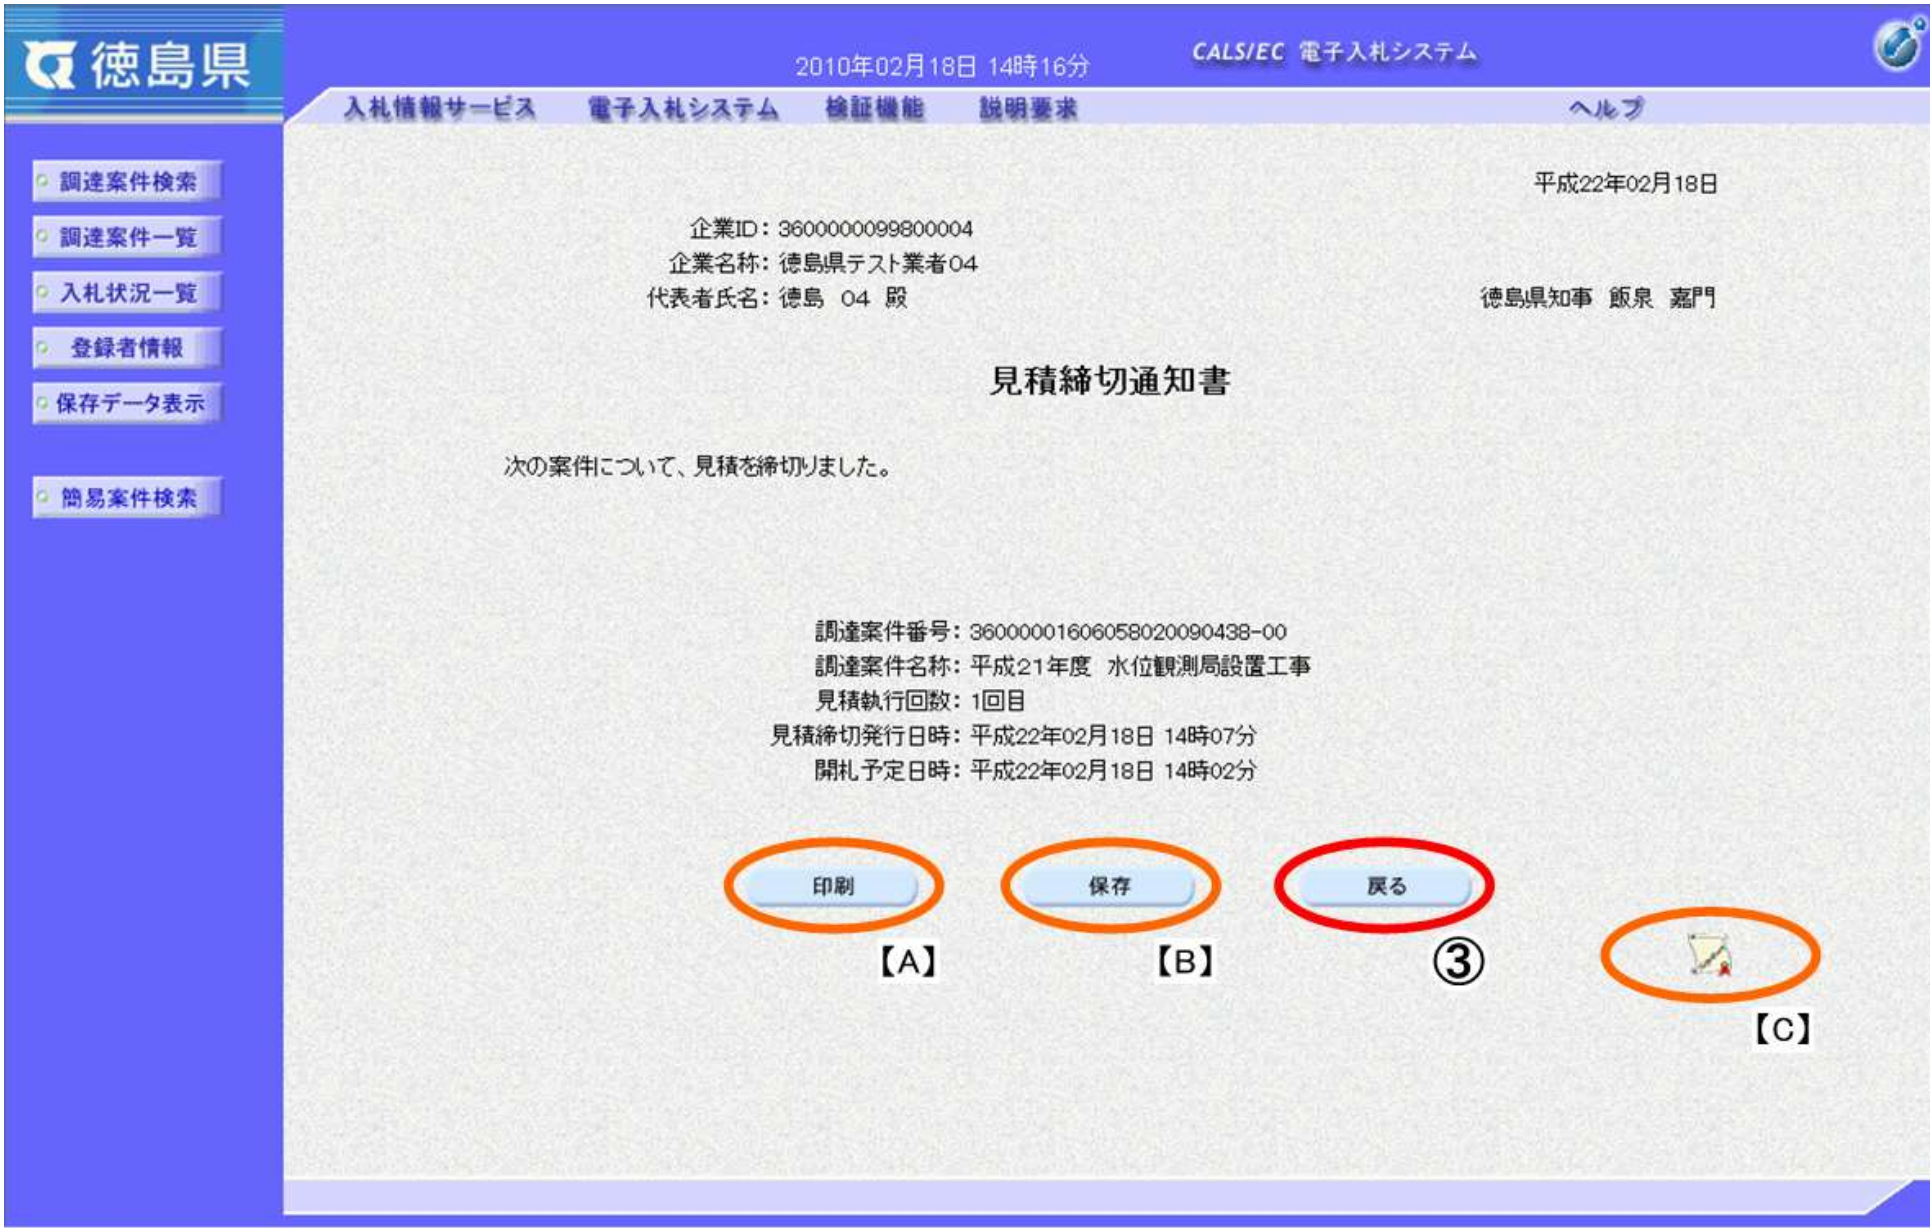 徳島県
2010年02月18日 14時16分
CALS/EC 電子入札システム
入札情報サービス 電子入札システム 検証機能 説明要求 ヘルプ
調達案件検索
調達案件一覧
入札状況一覧
登録者情報
保存データ表示
簡易案件検索
平成22年02月18日
企業ID：3600000099800004
企業名称：徳島県テスト業者04
代表者氏名：徳島 04 殿
徳島県知事 飯泉 嘉門
見積締切通知書
次の案件について、見積を締切りました。
調達案件番号：36000001606058020090438-00
調達案件名称：平成21年度 水位観測局設置工事
見積執行回数：1回目
見積締切発行日時：平成22年02月18日 14時07分
開札予定日時：平成22年02月18日 14時02分
印刷 保存 戻る
【A】 【B】 ③
【C】